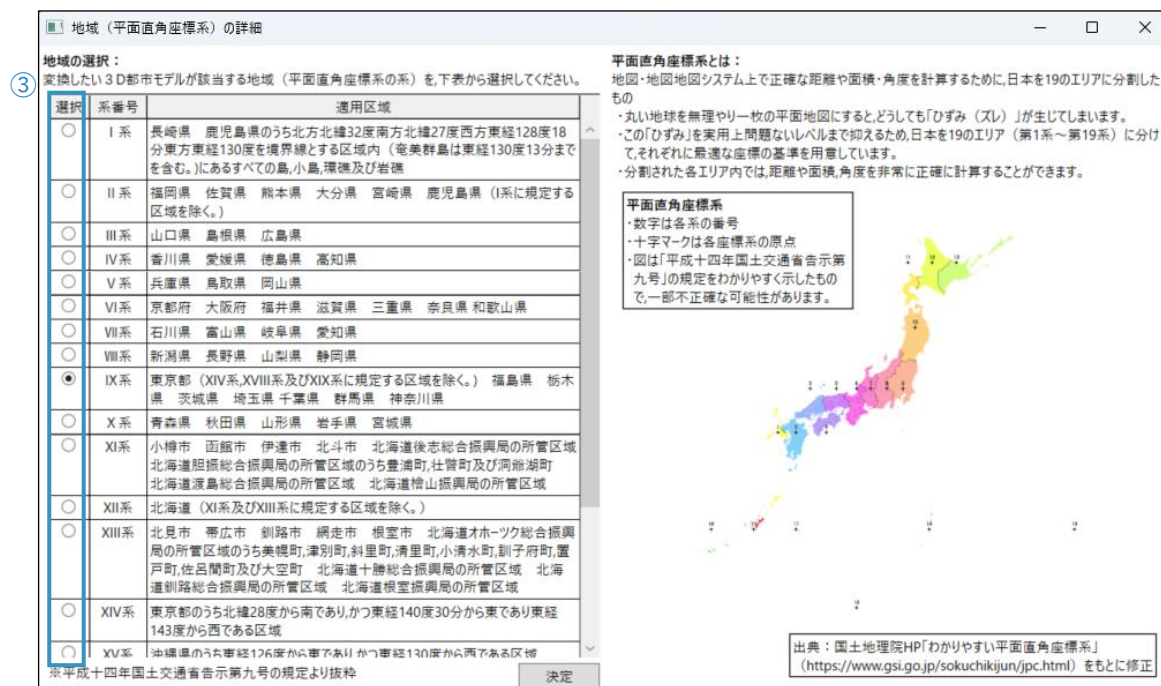 地域（平面直角座標系）の詳細
地域の選択：
変換したい３D都市モデルが該当する地域（平面直角座標系の系）を,下表から選択してください。
③
選択 系番号 適用区域
I 系 長崎県 鹿児島県のうち北方北緯32度南方北緯27度西方東経128度18
分東方東経130度を境界線とする区域内（奄美群島は東経130度13分まで
を含む。)にあるすべての島,小島,環礁及び岩礁
II 系 福岡県 佐賀県 熊本県 大分県 宮崎県 鹿児島県（I系に規定する
区域を除く。)
III 系 山口県 島根県 広島県
IV 系 香川県 愛媛県 徳島県 高知県
V 系 兵庫県 鳥取県 岡山県
VI系 京都府 大阪府 福井県 滋賀県 三重県 奈良県 和歌山県
VII系 石川県 富山県 岐阜県 愛知県
VIII系 新潟県 長野県 山梨県 静岡県
IX系 東京都（XIV系,XVIII系及びXIX系に規定する区域を除く。) 福島県 栃木
県 茨城県 埼玉県 千葉県 群馬県 神奈川県
X 系 青森県 秋田県 山形県 岩手県 宮城県
XI系 小樽市 函館市 伊達市 北斗市 北海道後志総合振興局の所管区域
北海道胆振総合振興局の所管区域のうち豊浦町,壮瞥町及び洞爺湖町
北海道渡島総合振興局の所管区域 北海道檜山振興局の所管区域
XII系 北海道（XI系及びXIII系に規定する区域を除く。)
XIII系 北見市 帯広市 釧路市 網走市 根室市 北海道オホーツク総合振興
局の所管区域のうち美幌町,津別町,斜里町,清里町,小清水町,訓子府町,置
戸町,佐呂間町及び大空町 北海道十勝総合振興局の所管区域 北海
道釧路総合振興局の所管区域 北海道根室振興局の所管区域
XIV系 東京都のうち北緯28度から南であり,かつ東経140度30分から東であり東経
143度から西である区域
XV系 沖縄県のうち東経126度から東であり,かつ東経130度から西である区域
※平成十四年国土交通省告示第九号の規定より抜粋
決定
平面直角座標系とは：
地図・地図地図システム上で正確な距離や面積・角度を計算するために,日本を19のエリアに分割した
もの
・丸い地球を無理やり一枚の平面地図にすると,どうしても「ひずみ（ズレ）」が生じてしまいます。
・この「ひずみ」を実用上問題ないレベルまで抑えるため,日本を19のエリア（第1系～第19系）に分け
て,それぞれに最適な座標の基準を用意しています。
・分割された各エリア内では,距離や面積,角度を非常に正確に計算することができます。
平面直角座標系
・数字は各系の番号
・十字マークは各座標系の原点
・図は「平成十四年国土交通省告示第
九号」の規定をわかりやすく示したもの
で,一部不正確な可能性があります。
出典：国土地理院HP「わかりやすい平面直角座標系」
（https://www.gsi.go.jp/sokuchikijun/jpc.html）をもとに修正